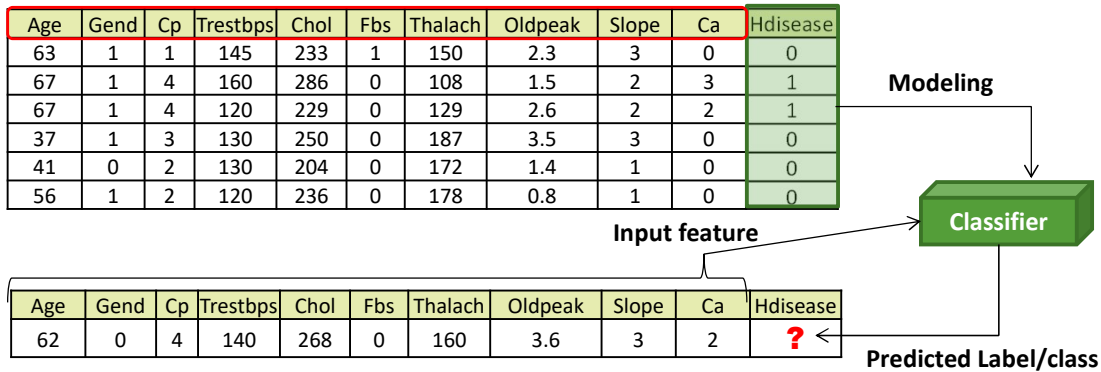 Age Gend Cp Trestbps Chol Fbs Thalach Oldpeak Slope Ca Hdisease
63 1 1 145 233 1 150 2.3 3 0 0
67 1 4 160 286 0 108 1.5 2 3 1
67 1 4 120 229 0 129 2.6 2 2 1
37 1 3 130 250 0 187 3.5 3 0 0
41 0 2 130 204 0 172 1.4 1 0 0
56 1 2 120 236 0 178 0.8 1 0 0
Modeling
Classifier
Input feature
Age Gend Cp Trestbps Chol Fbs Thalach Oldpeak Slope Ca Hdisease
62 0 4 140 268 0 160 3.6 3 2 ?
Predicted Label/class